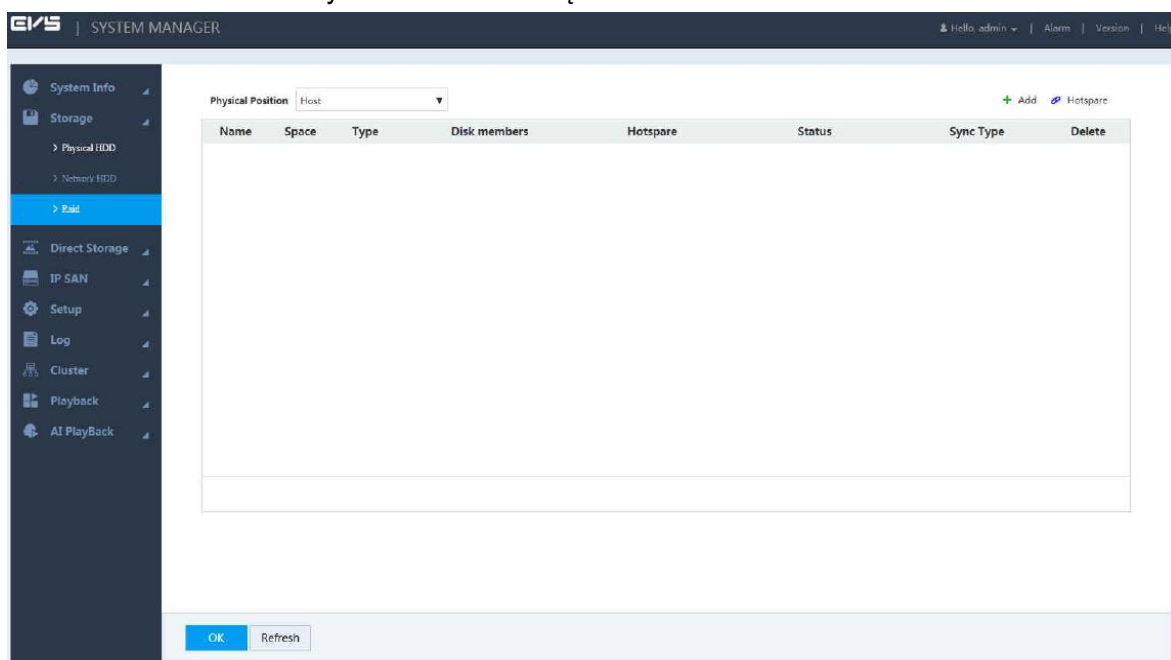 EVS | SYSTEM MANAGER
Hello, admin | Alarm | Version |
System Info
Storage
> Physical HDD
> Network HDD
> Raid
Direct Storage
IP SAN
Setup
Log
Cluster
Playback
AI PlayBack
Physical Position Host
+ Add Hotspare
Name Space Type Disk members Hotspare Status Sync Type Delete
OK Refresh